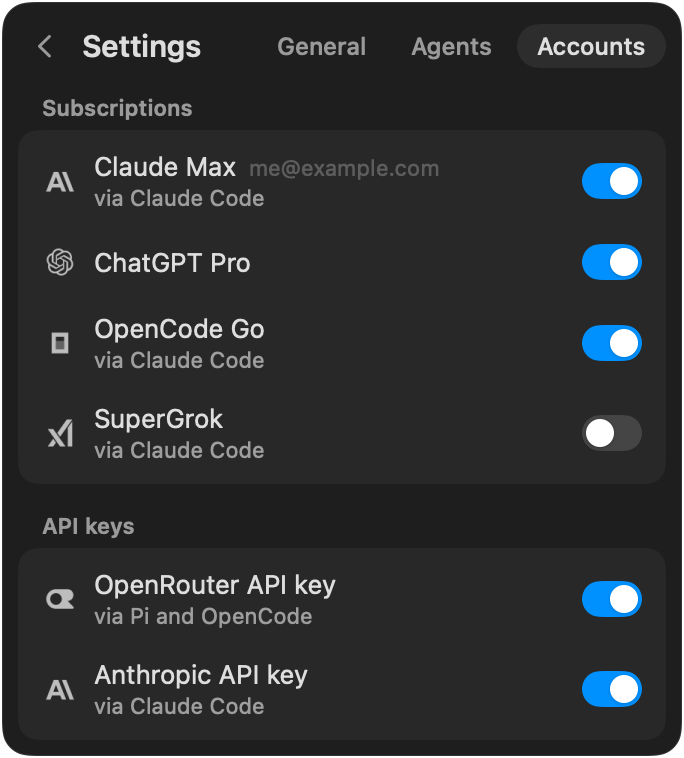 Settings General Agents Accounts
Subscriptions
Claude Max me@example.com
via Claude Code
ChatGPT Pro
OpenCode Go
via Claude Code
SuperGrok
via Claude Code
API keys
OpenRouter API key
via Pi and OpenCode
Anthropic API key
via Claude Code